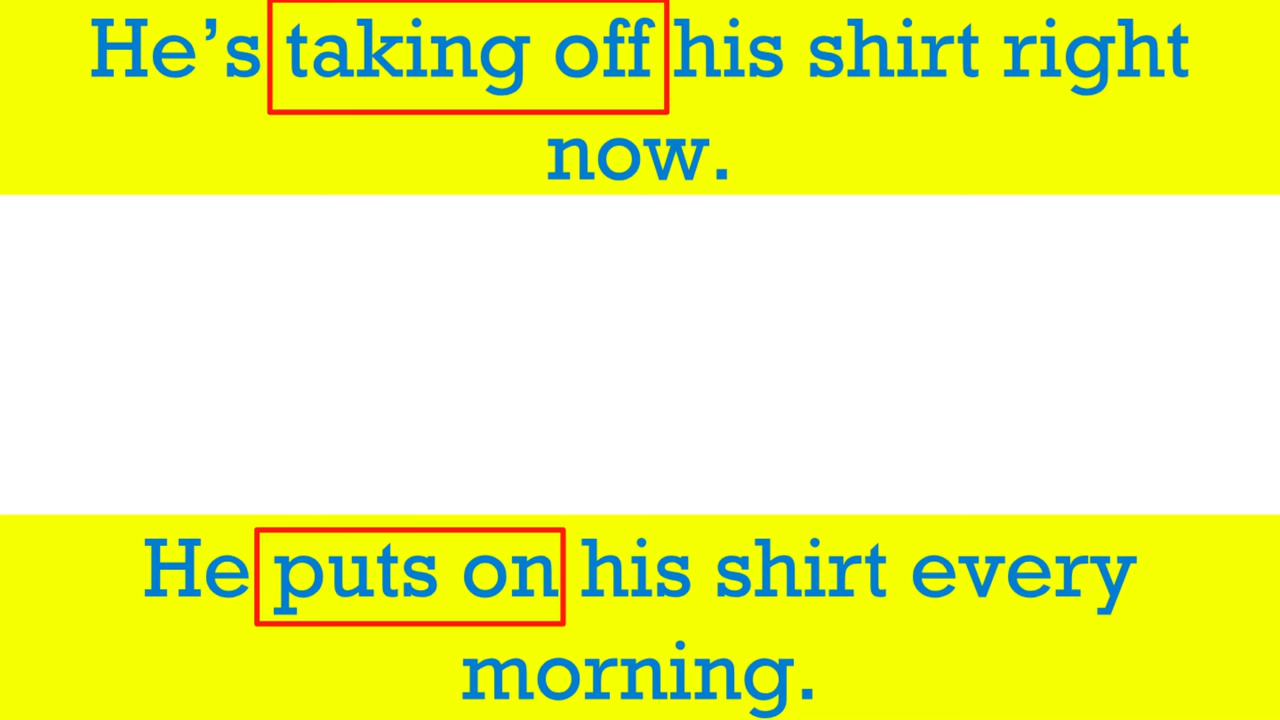 He’s taking off his shirt right
now.
He puts on his shirt every
morning.